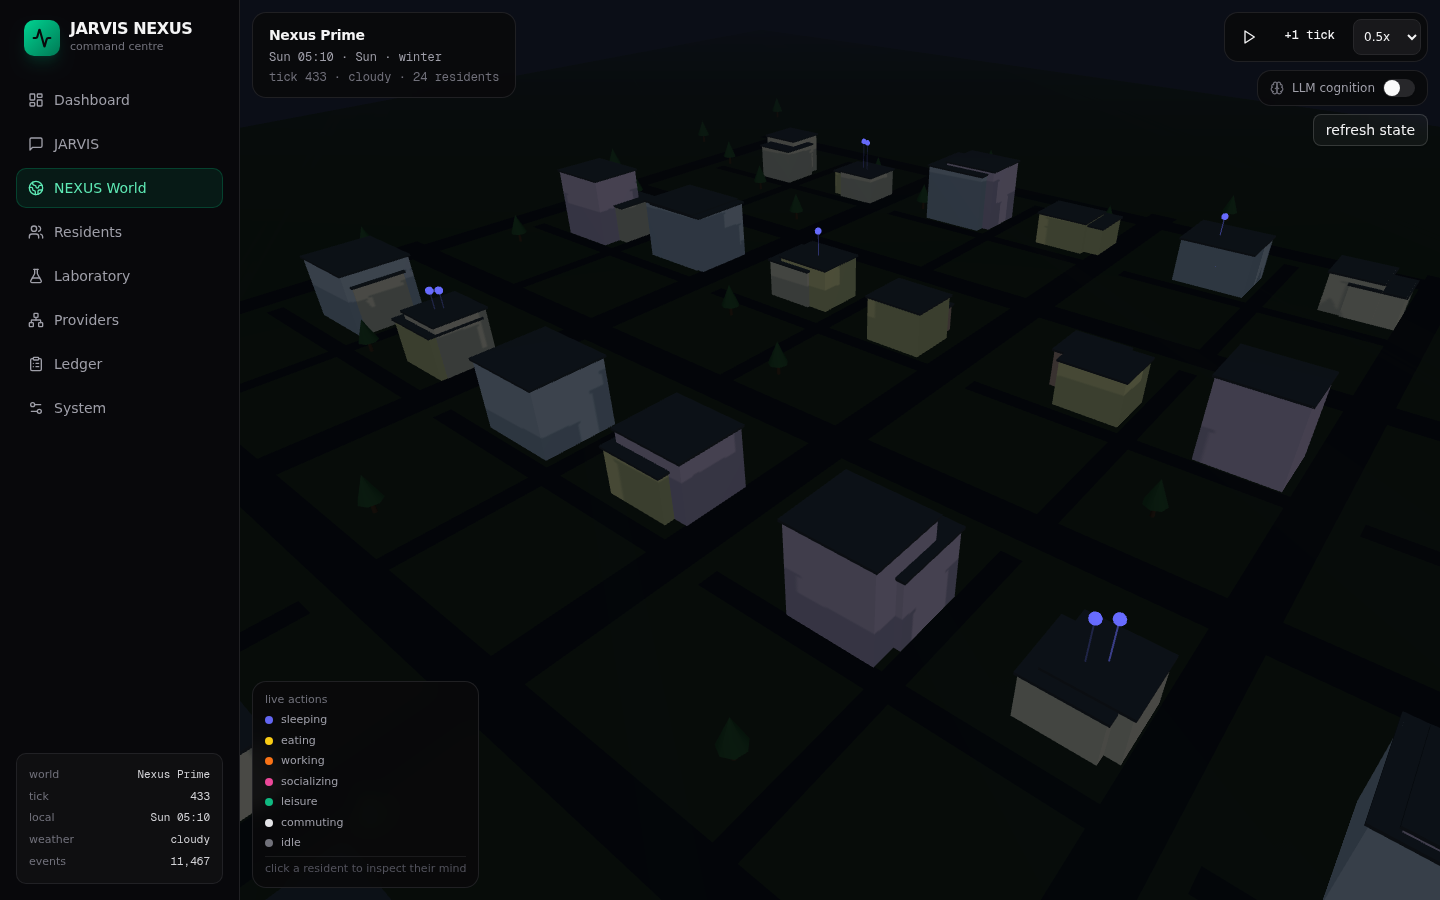 JARVIS NEXUS
command centre
Dashboard
JARVIS
NEXUS World
Residents
Laboratory
Providers
Ledger
System
world Nexus Prime
tick 433
local Sun 05:10
weather cloudy
events 11,467
Nexus Prime
Sun 05:10 · Sun · winter
tick 433 · cloudy · 24 residents
+1 tick
0.5x
LLM cognition
refresh state
live actions
sleeping
eating
working
socializing
leisure
commuting
idle
click a resident to inspect their mind